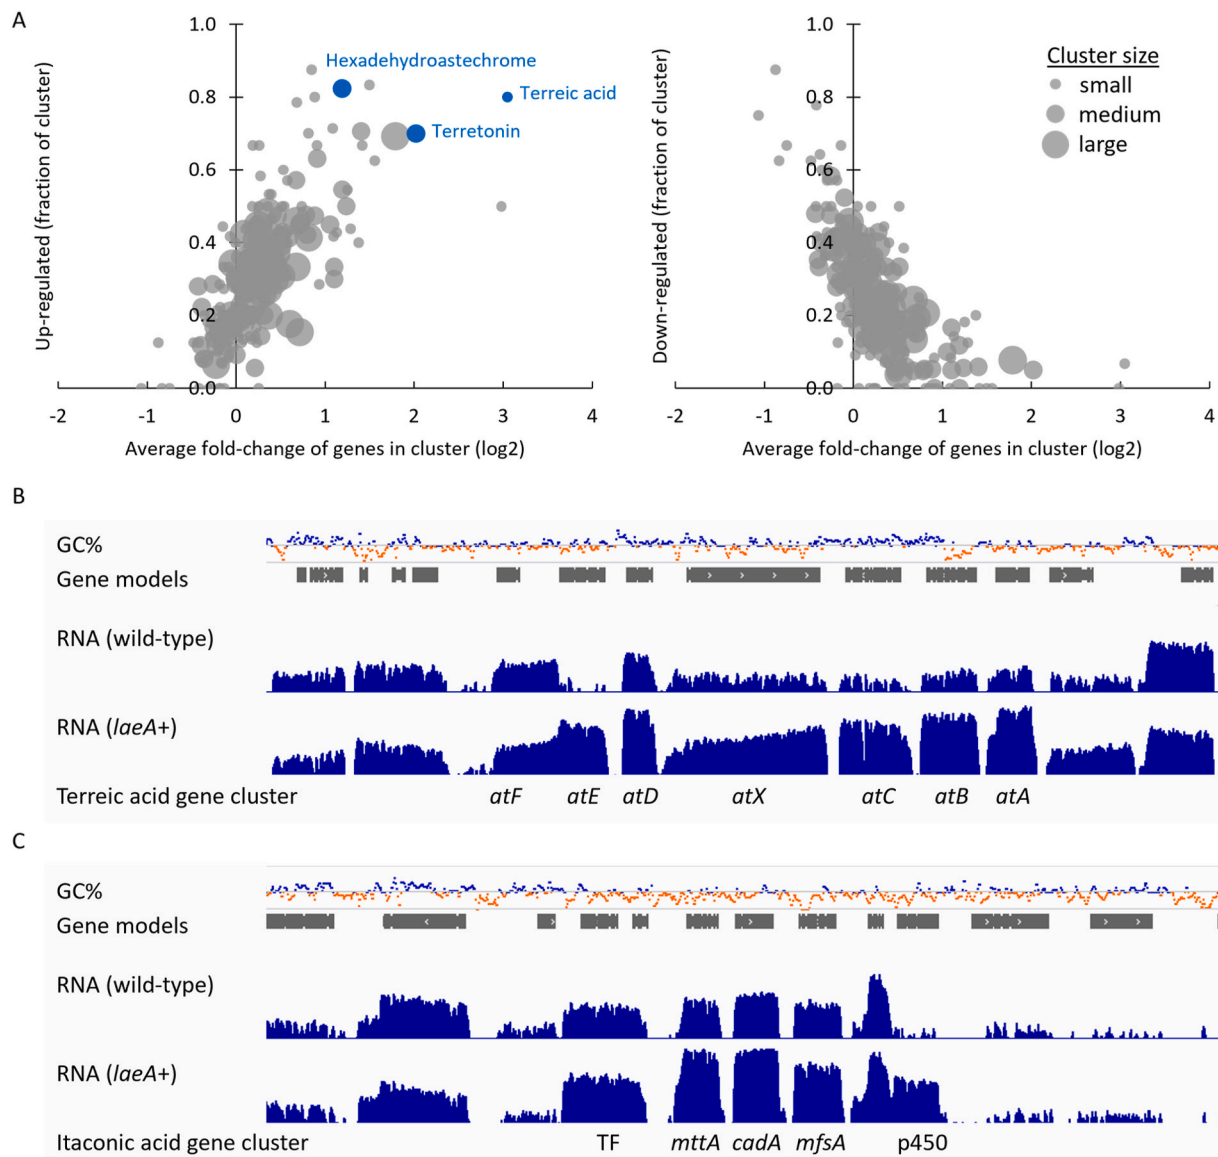 A
Up-regulated (fraction of cluster)
1.0
0.8
0.6
0.4
0.2
0.0
-2 -1 0 1 2 3 4
Average fold-change of genes in cluster (log2)
Hexadehydroastechrome
Terreic acid
Terretonin
Down-regulated (fraction of cluster)
1.0
0.8
0.6
0.4
0.2
0.0
-2 -1 0 1 2 3 4
Average fold-change of genes in cluster (log2)
Cluster size
small
medium
large
B
GC%
Gene models
RNA (wild-type)
RNA (laeA+)
Terreic acid gene cluster atF atE atD atX atC atB atA
C
GC%
Gene models
RNA (wild-type)
RNA (laeA+)
Itaconic acid gene cluster TF mttA cadA mfsA p450